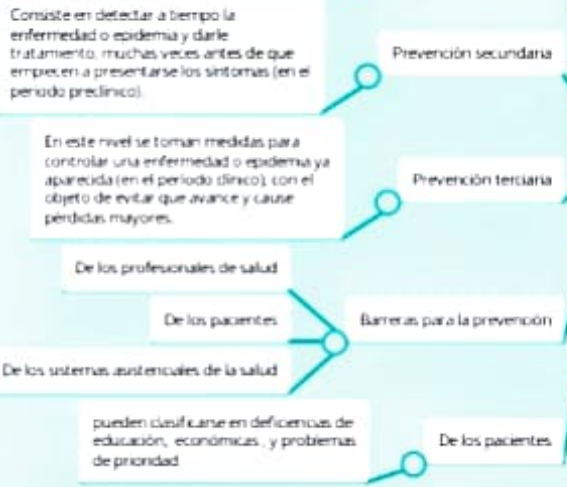 Consiste en detectar a tiempo la
enfermedad o epidemia y darle
tratamiento, muchas veces antes de que
empiecen a presentarse los síntomas (en el
periodo preclínico).
Prevención secundaria
En este nivel se toman medidas para
controlar una enfermedad o epidemia ya
aparecida (en el periodo clínico), con el
objeto de evitar que avance y cause
pérdidas mayores.
Prevención terciaria
De los profesionales de salud
De los pacientes
De los sistemas asistenciales de la salud
Barreras para la prevención
pueden clasificarse en deficiencias de
educación, económicas, y problemas
de prioridad
De los pacientes